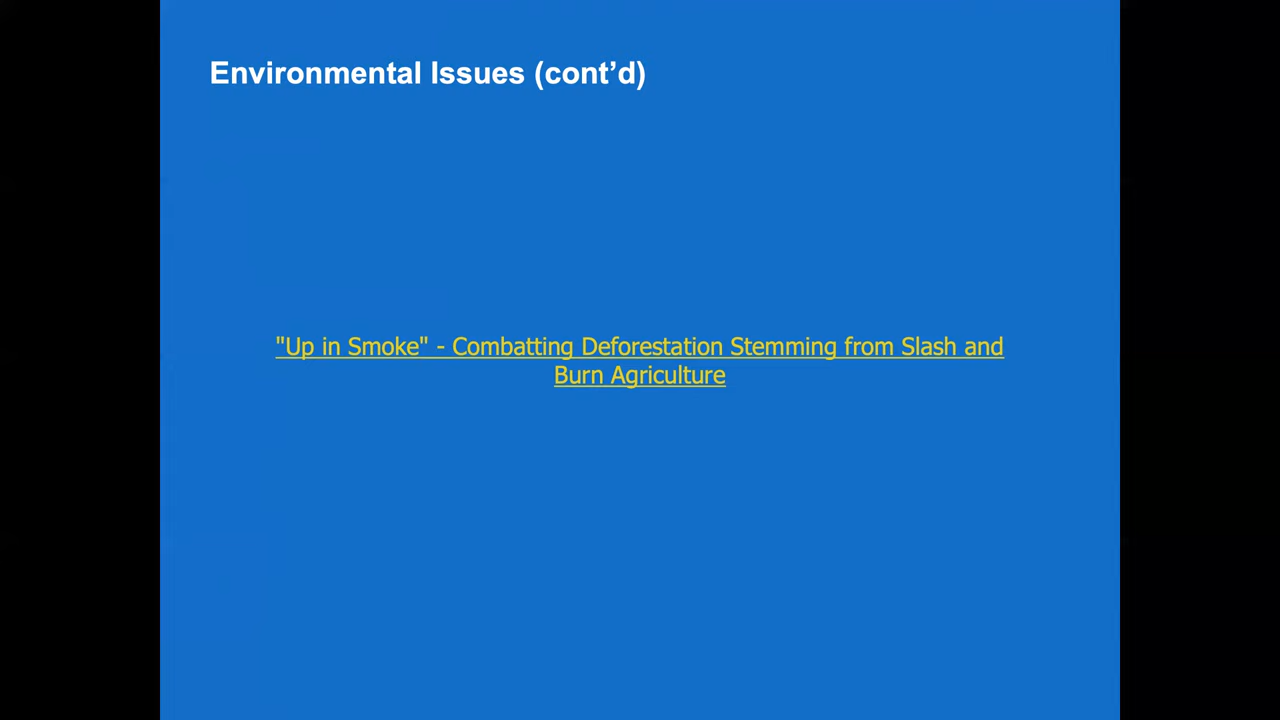 Environmental Issues (cont’d)
"Up in Smoke" - Combatting Deforestation Stemming from Slash and
Burn Agriculture